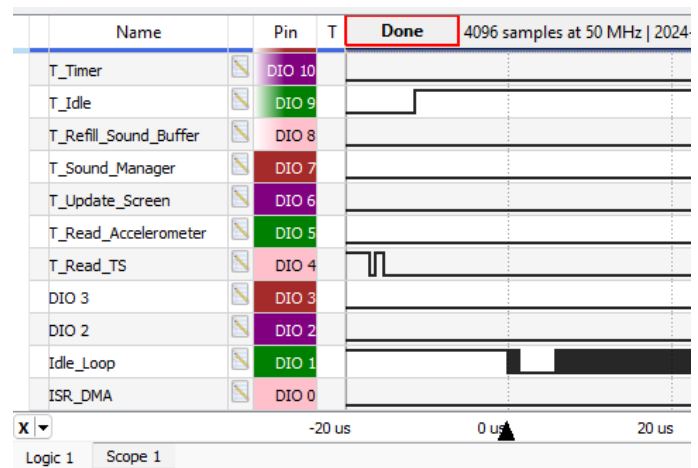 Name Pin T Done 4096 samples at 50 MHz | 2024-
T_Timer DIO 10
T_Idle DIO 9
T_Refill_Sound_Buffer DIO 8
T_Sound_Manager DIO 7
T_Update_Screen DIO 6
T_Read_Accelerometer DIO 5
T_Read_TS DIO 4
DIO 3 DIO 3
DIO 2 DIO 2
Idle_Loop DIO 1
ISR_DMA DIO 0
X -20 us 0 us 20 us
Logic 1 Scope 1